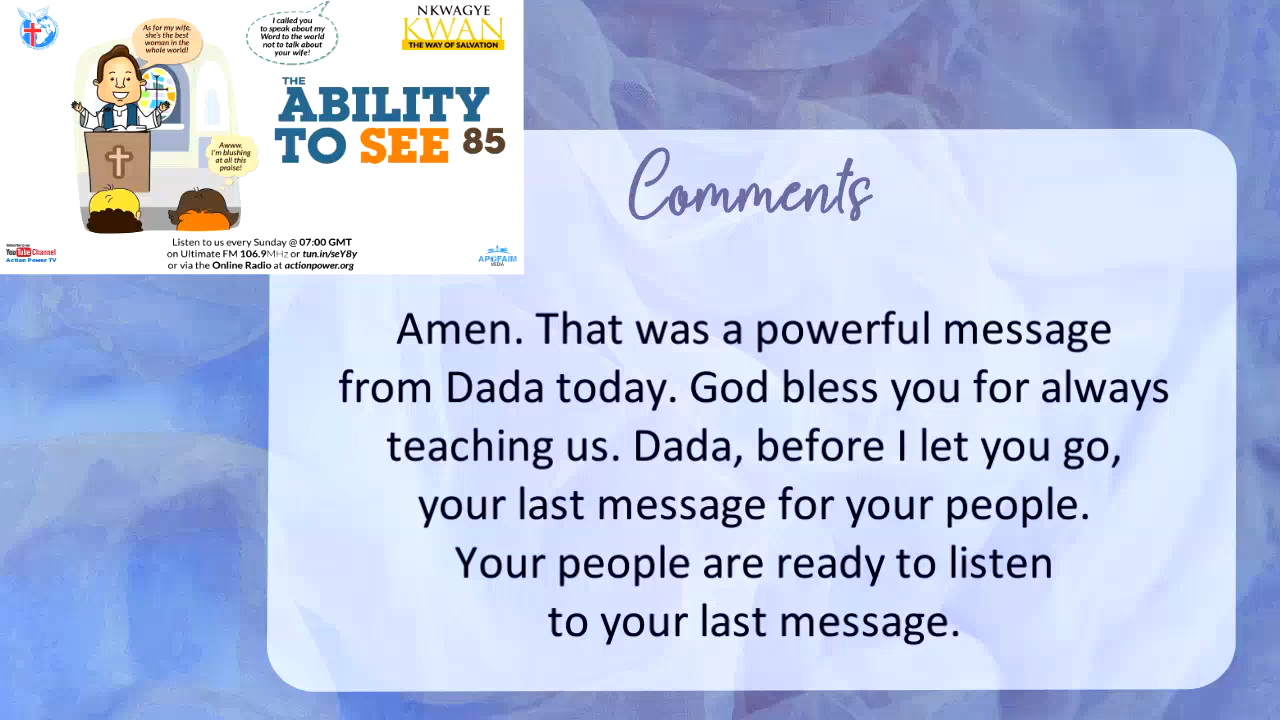 As for my wife,
she's the best
woman in the
whole world!
I called you
to speak about my
Word to the world
not to talk about
your wife!
NKWAGYE
KWAN
THE WAY OF SALVATION
THE
ABILITY
TO SEE 85
Awww,
I'm blushing
at all this
praise!
Listen to us every Sunday @ 07:00 GMT
on Ultimate FM 106.9MHz or tun.in/seY8y
or via the Online Radio at actionpower.org
YouTube Channel
Action Power TV
APOFAIM
MEDIA
Comments
Amen. That was a powerful message
from Dada today. God bless you for always
teaching us. Dada, before I let you go,
your last message for your people.
Your people are ready to listen
to your last message.